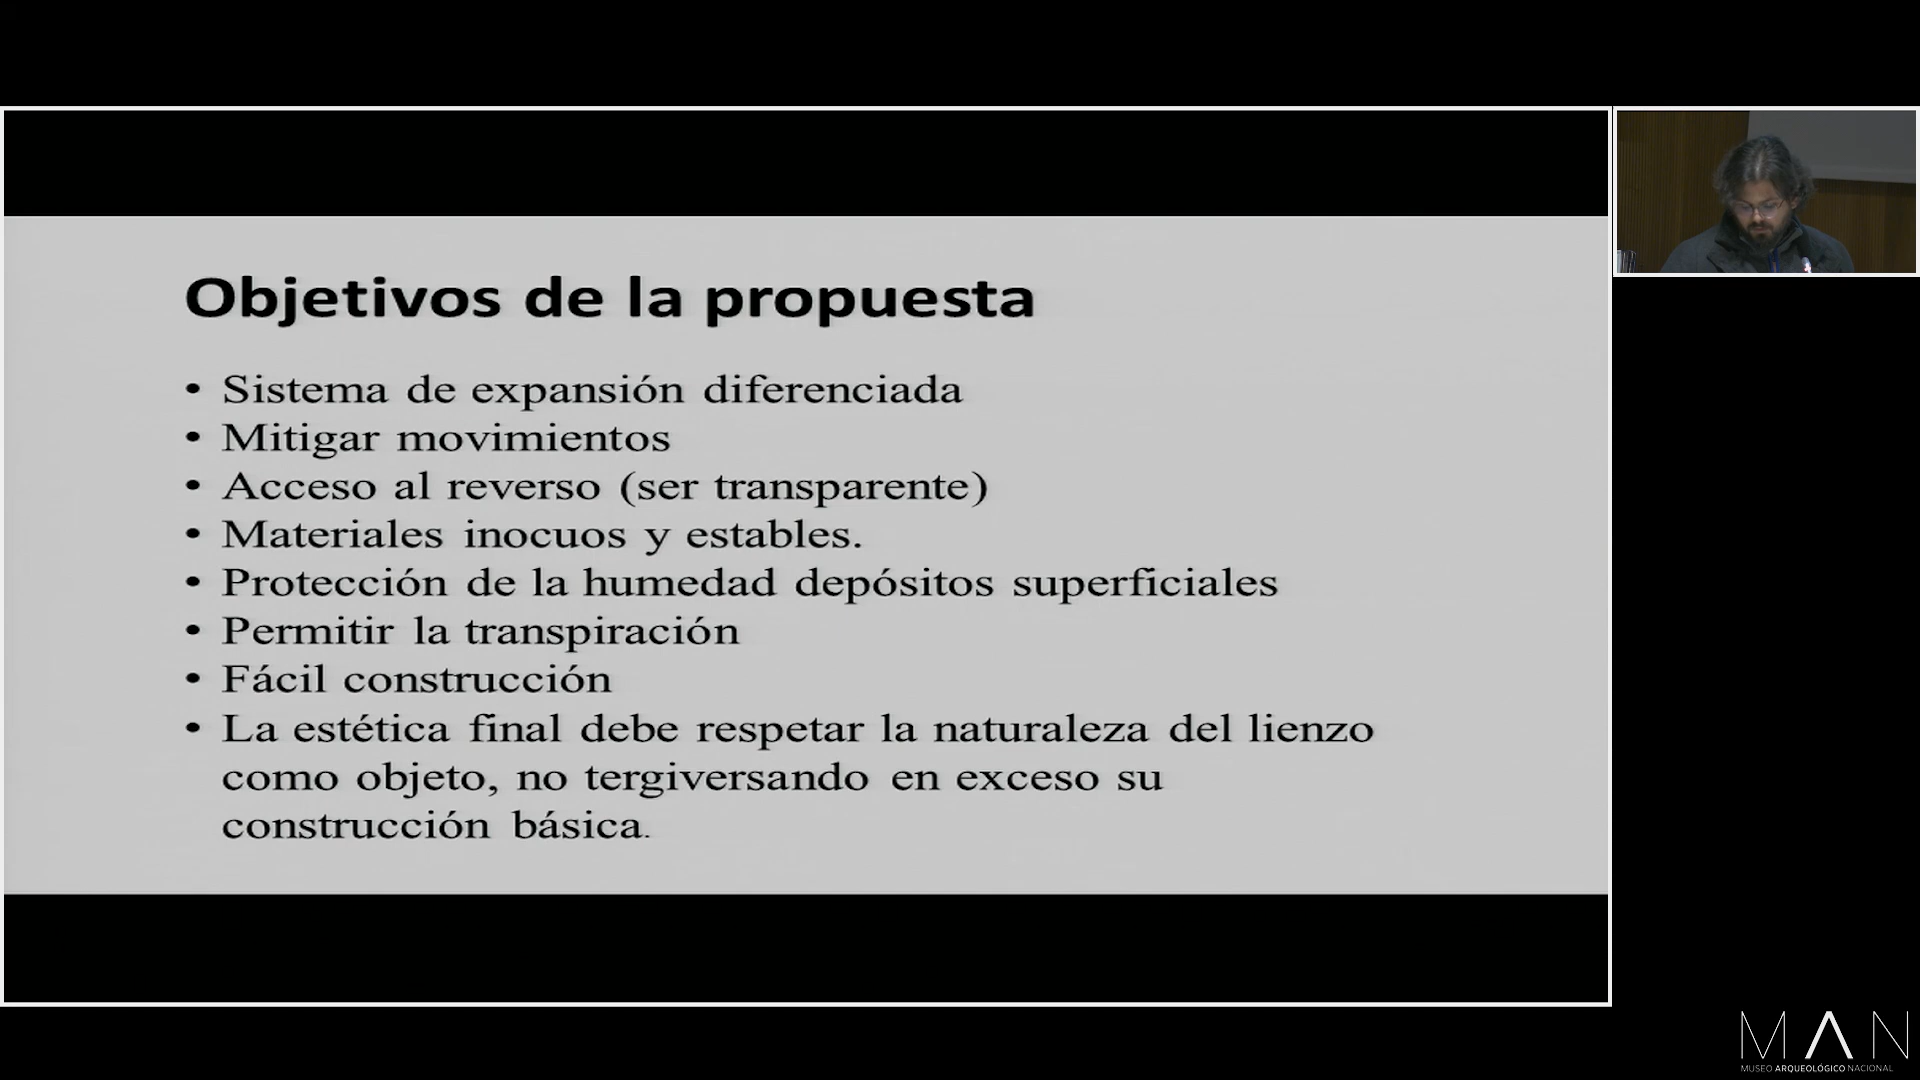 Objetivos de la propuesta
• Sistema de expansión diferenciada
• Mitigar movimientos
• Acceso al reverso (ser transparente)
• Materiales inocuos y estables.
• Protección de la humedad depósitos superficiales
• Permitir la transpiración
• Fácil construcción
• La estética final debe respetar la naturaleza del lienzo
como objeto, no tergiversando en exceso su
construcción básica.
MAN
MUSEO ARQUEOLÓGICO NACIONAL